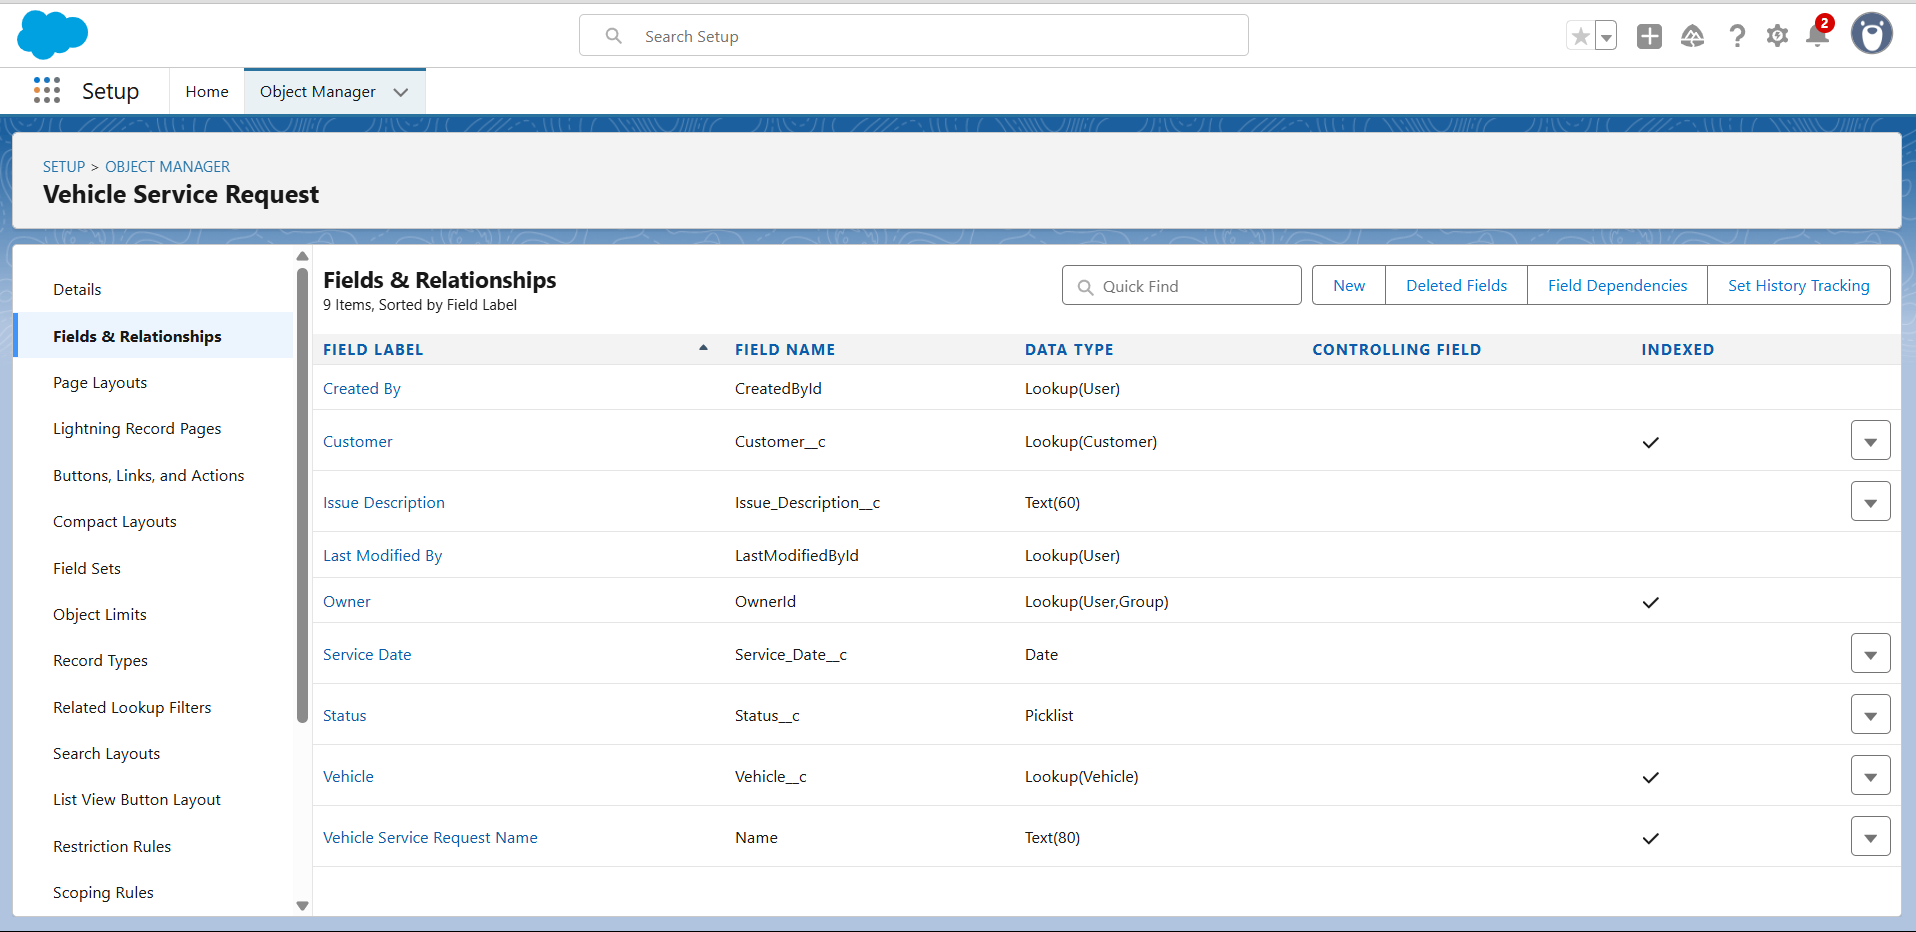 Search Setup
2
Setup
Home
Object Manager
SETUP > OBJECT MANAGER
Vehicle Service Request
Details
Fields & Relationships
Page Layouts
Lightning Record Pages
Buttons, Links, and Actions
Compact Layouts
Field Sets
Object Limits
Record Types
Related Lookup Filters
Search Layouts
List View Button Layout
Restriction Rules
Scoping Rules
Fields & Relationships
9 Items, Sorted by Field Label
Quick Find
New
Deleted Fields
Field Dependencies
Set History Tracking
FIELD LABEL FIELD NAME DATA TYPE CONTROLLING FIELD INDEXED
Created By CreatedById Lookup(User)
Customer Customer__c Lookup(Customer)
Issue Description Issue_Description__c Text(60)
Last Modified By LastModifiedById Lookup(User)
Owner OwnerId Lookup(User,Group)
Service Date Service_Date__c Date
Status Status__c Picklist
Vehicle Vehicle__c Lookup(Vehicle)
Vehicle Service Request Name Name Text(80)